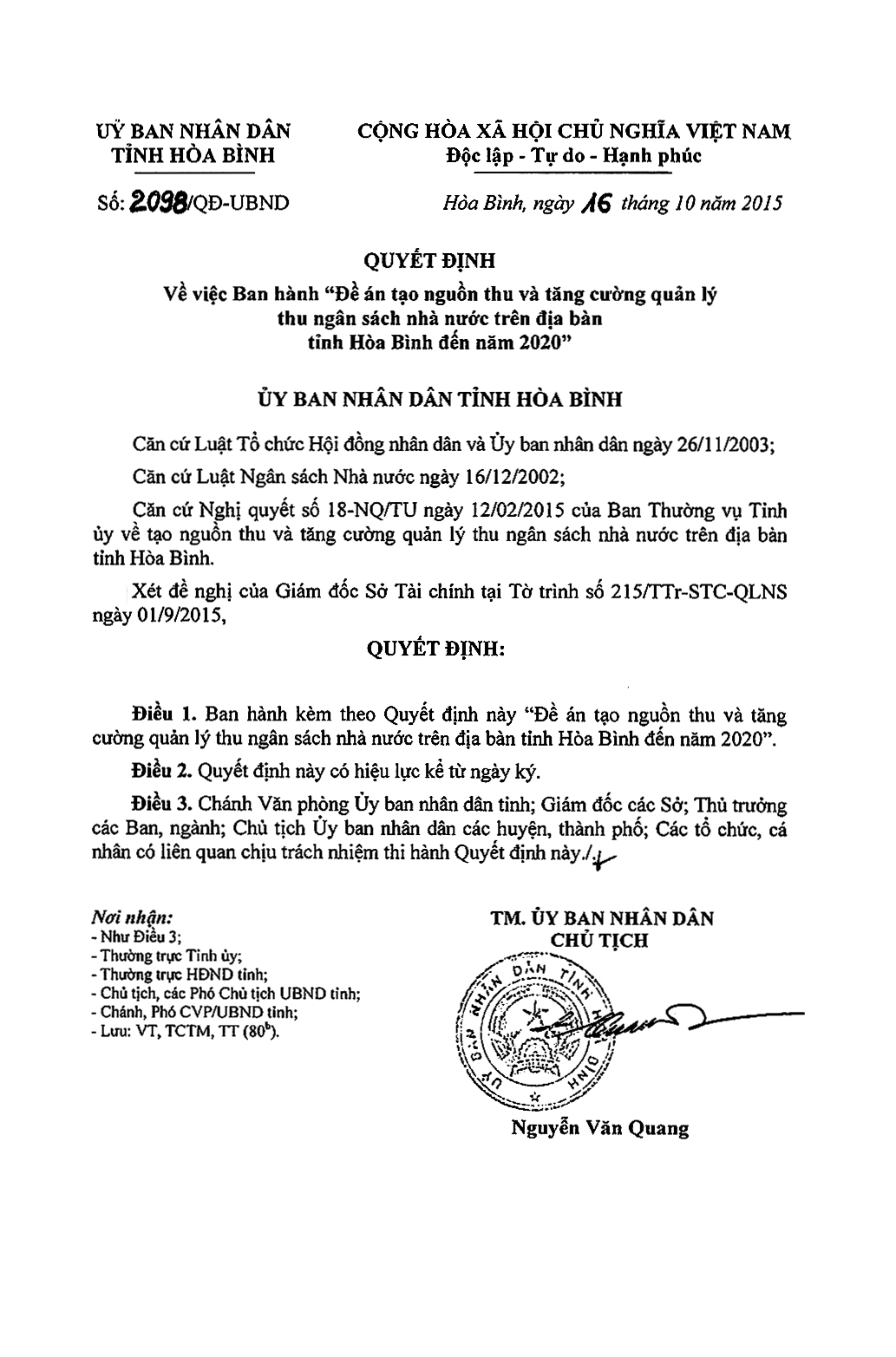 UỶ BAN NHÂN DÂN
TỈNH HÒA BÌNH
CỘNG HÒA XÃ HỘI CHỦ NGHĨA VIỆT NAM
Độc lập - Tự do - Hạnh phúc
Số: 2098/QĐ-UBND
Hòa Bình, ngày 16 tháng 10 năm 2015
QUYẾT ĐỊNH
Về việc Ban hành “Đề án tạo nguồn thu và tăng cường quản lý
thu ngân sách nhà nước trên địa bàn
tỉnh Hòa Bình đến năm 2020”
ỦY BAN NHÂN DÂN TỈNH HÒA BÌNH
Căn cứ Luật Tổ chức Hội đồng nhân dân và Ủy ban nhân dân ngày 26/11/2003;
Căn cứ Luật Ngân sách Nhà nước ngày 16/12/2002;
Căn cứ Nghị quyết số 18-NQ/TU ngày 12/02/2015 của Ban Thường vụ Tỉnh
ủy về tạo nguồn thu và tăng cường quản lý thu ngân sách nhà nước trên địa bàn
tỉnh Hòa Bình.
Xét đề nghị của Giám đốc Sở Tài chính tại Tờ trình số 215/TTr-STC-QLNS
ngày 01/9/2015,
QUYẾT ĐỊNH:
Điều 1. Ban hành kèm theo Quyết định này “Đề án tạo nguồn thu và tăng
cường quản lý thu ngân sách nhà nước trên địa bàn tỉnh Hòa Bình đến năm 2020”.
Điều 2. Quyết định này có hiệu lực kể từ ngày ký.
Điều 3. Chánh Văn phòng Ủy ban nhân dân tỉnh; Giám đốc các Sở; Thủ trưởng
các Ban, ngành; Chủ tịch Ủy ban nhân dân các huyện, thành phố; Các tổ chức, cá
nhân có liên quan chịu trách nhiệm thi hành Quyết định này./.
Nơi nhận:
- Như Điều 3;
- Thường trực Tỉnh ủy;
- Thường trực HĐND tỉnh;
- Chủ tịch, các Phó Chủ tịch UBND tỉnh;
- Chánh, Phó CVP/UBND tỉnh;
- Lưu: VT, TCTM, TT (80b).
TM. ỦY BAN NHÂN DÂN
CHỦ TỊCH
UỶ BAN NHÂN DÂN TỈNH H BÌNH
Nguyễn Văn Quang